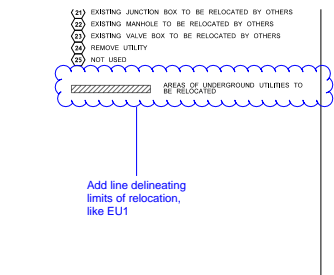 21 EXISTING JUNCTION BOX TO BE RELOCATED BY OTHERS
22 EXISTING MANHOLE TO BE RELOCATED BY OTHERS
23 EXISTING VALVE BOX TO BE RELOCATED BY OTHERS
24 REMOVE UTILITY
25 NOT USED
AREAS OF UNDERGROUND UTILITIES TO
BE RELOCATED
Add line delineating
limits of relocation,
like EU1